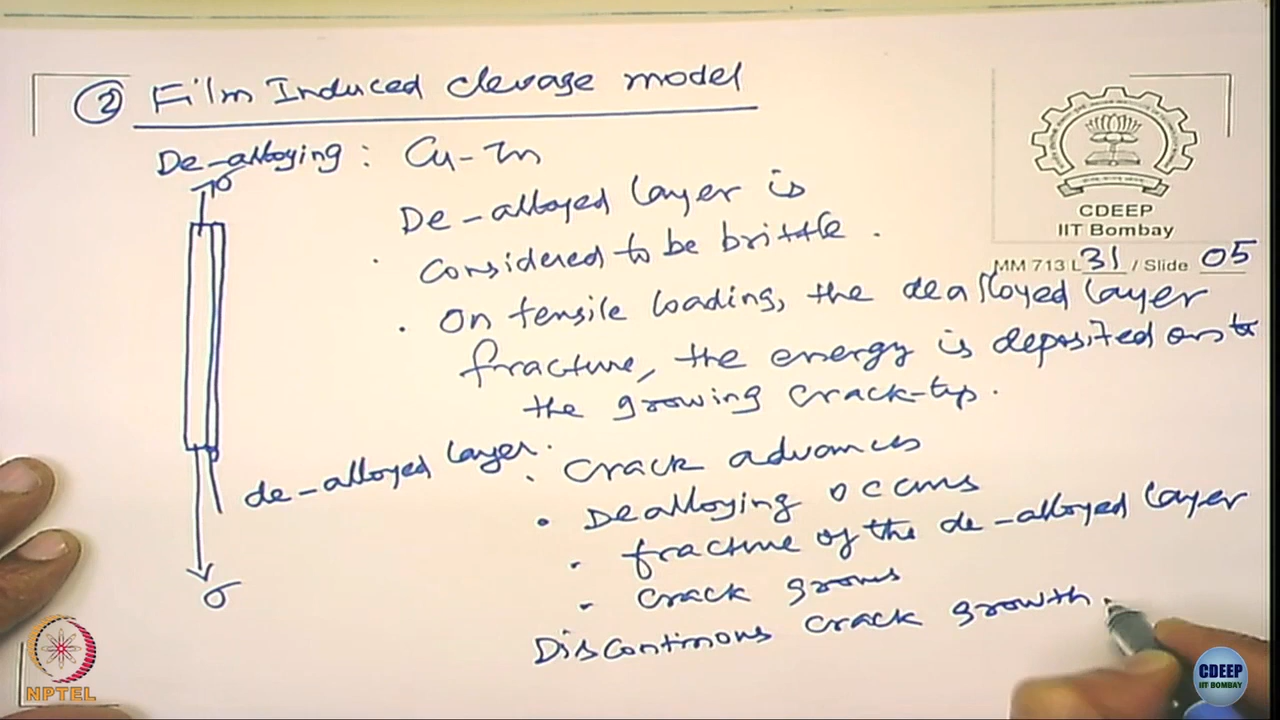 ② Film Induced clevage model
De-alloying : Cu-Zn
σ
De-alloyed layer is
considered to be brittle.
. On tensile loading, the dealloyed layer
fracture, the energy is deposited onto
the growing crack-tip.
de-alloyed layer.
. crack advances
• Dealloying occurs
. fracture of the de-alloyed layer
- crack grows
σ
Discontinous crack growth
CDEEP
IIT Bombay
MM 713 L 31 / Slide 05
NPTEL
CDEEP
IIT BOMBAY